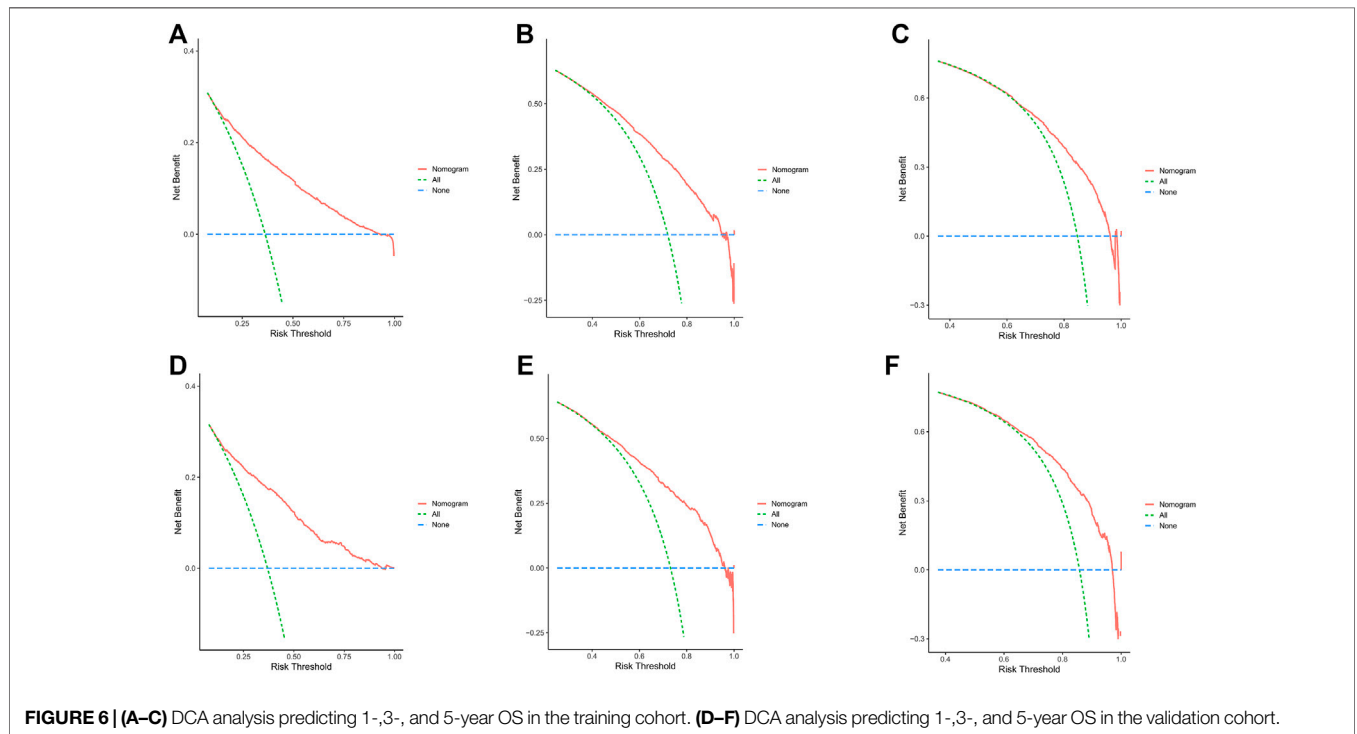 A
0.4
0.2
0.0
Net Benefit
0.25
0.50
0.75
1.00
Risk Threshold
Nomogram
All
None
B
0.50
0.25
0.00
−0.25
Net Benefit
0.4
0.6
0.8
1.0
Risk Threshold
Nomogram
All
None
C
0.6
0.3
0.0
−0.3
Net Benefit
0.4
0.6
0.8
1.0
Risk Threshold
Nomogram
All
None
D
0.4
0.2
0.0
Net Benefit
0.25
0.50
0.75
1.00
Risk Threshold
Nomogram
All
None
E
0.50
0.25
0.00
−0.25
Net Benefit
0.4
0.6
0.8
1.0
Risk Threshold
Nomogram
All
None
F
0.6
0.3
0.0
−0.3
Net Benefit
0.4
0.6
0.8
1.0
Risk Threshold
Nomogram
All
None
FIGURE 6 | (A–C) DCA analysis predicting 1-,3-, and 5-year OS in the training cohort. (D–F) DCA analysis predicting 1-,3-, and 5-year OS in the validation cohort.